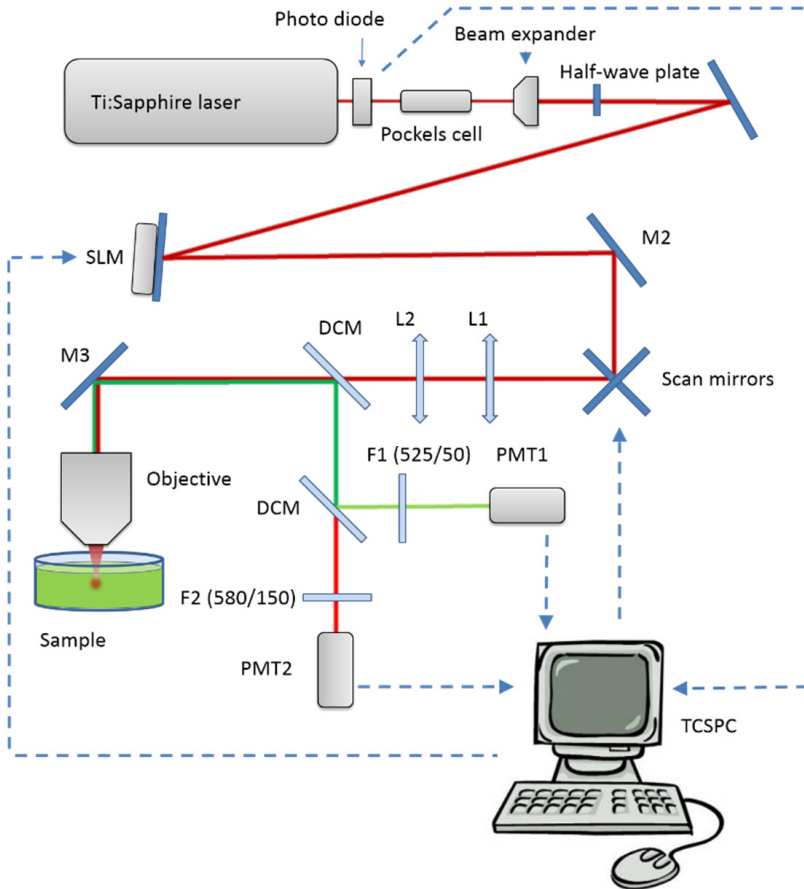 Photo diode
Beam expander
Half-wave plate
Ti:Sapphire laser
Pockels cell
M2
SLM
DCM
L2
L1
M3
Scan mirrors
F1 (525/50)
PMT1
Objective
DCM
F2 (580/150)
Sample
PMT2
TCSPC